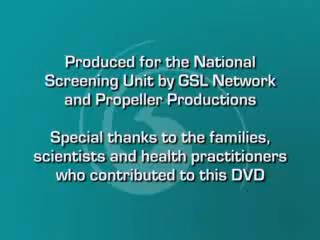 Produced for the National
Screening Unit by GSL Network
and Propeller Productions
Special thanks to the families,
scientists and health practitioners
who contributed to this DVD